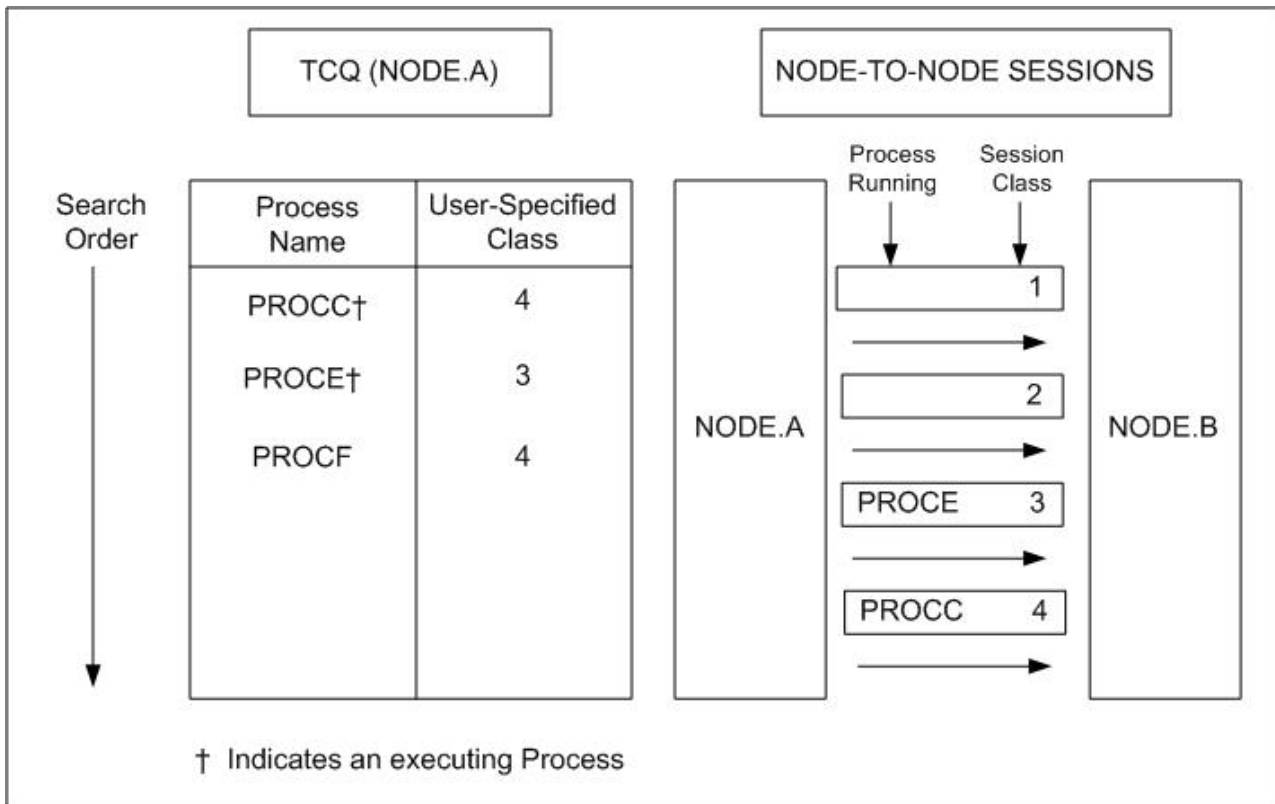 TCQ (NODE.A)
NODE-TO-NODE SESSIONS
Search
Order
Process
Name
User-Specified
Class
PROCC† 4
PROCE† 3
PROCF 4
Process
Running
Session
Class
NODE.A
1
2
PROCE 3
PROCC 4
NODE.B
† Indicates an executing Process